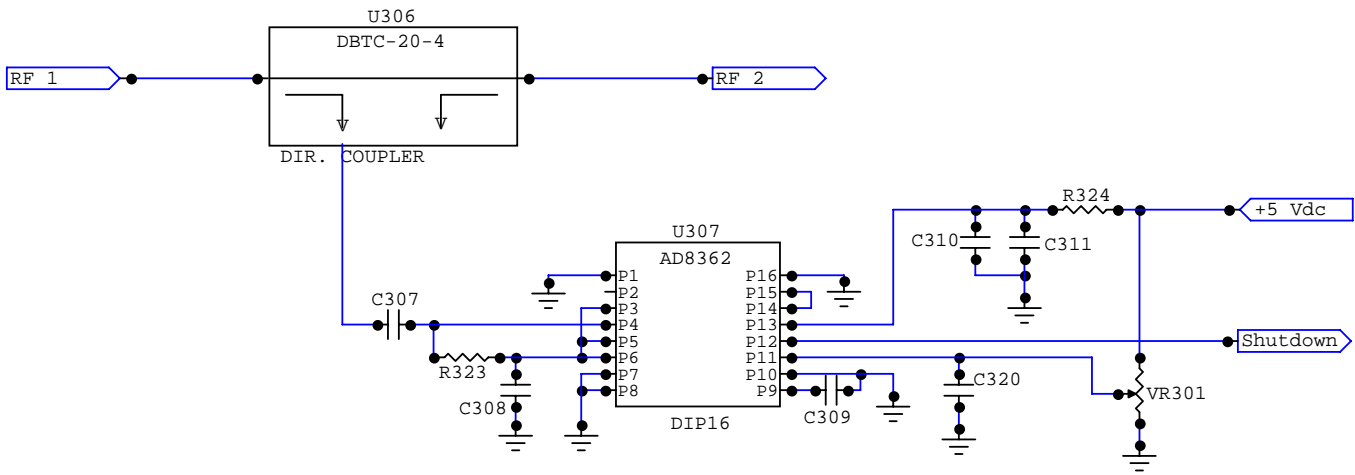 U306
DBTC-20-4
RF 1
RF 2
DIR. COUPLER
R324
+5 Vdc
U307
AD8362
C310
C311
P1
P16
P2
P15
C307
P3
P14
P4
P13
P5
P12
Shutdown
P6
P11
R323
P7
P10
C320
P8
P9
VR301
C308
C309
DIP16